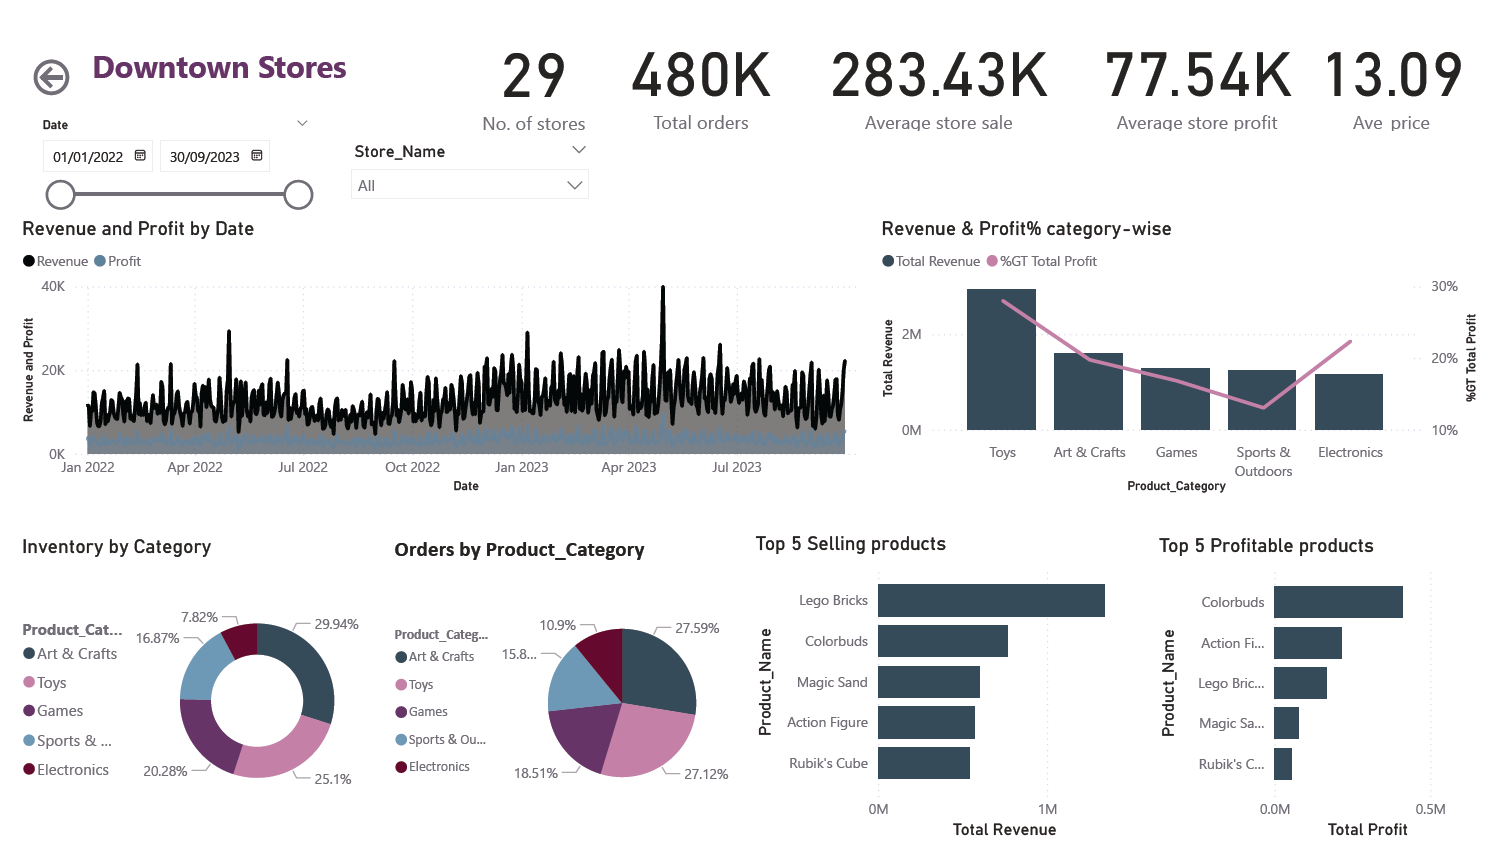 Downtown Stores
29
No. of stores
480K
Total orders
283.43K
Average store sale
77.54K
Average store profit
13.09
Ave price
Date
01/01/2022
30/09/2023
Store_Name
All
Revenue and Profit by Date
Revenue
Profit
Revenue and Profit
40K
20K
0K
Jan 2022
Apr 2022
Jul 2022
Oct 2022
Jan 2023
Apr 2023
Jul 2023
Date
Revenue & Profit% category-wise
Total Revenue
%GT Total Profit
Total Revenue
2M
0M
30%
20%
10%
%GT Total Profit
Toys
Art & Crafts
Games
Sports &
Outdoors
Electronics
Product_Category
Inventory by Category
Product_Cat...
Art & Crafts
Toys
Games
Sports & ...
Electronics
7.82%
29.94%
16.87%
20.28%
25.1%
Orders by Product_Category
Product_Categ...
Art & Crafts
Toys
Games
Sports & Ou...
Electronics
10.9%
27.59%
15.8...
18.51%
27.12%
Top 5 Selling products
Product_Name
Lego Bricks
Colorbuds
Magic Sand
Action Figure
Rubik's Cube
0M
1M
Total Revenue
Top 5 Profitable products
Product_Name
Colorbuds
Action Fi...
Lego Bric...
Magic Sa...
Rubik's C...
0.0M
0.5M
Total Profit